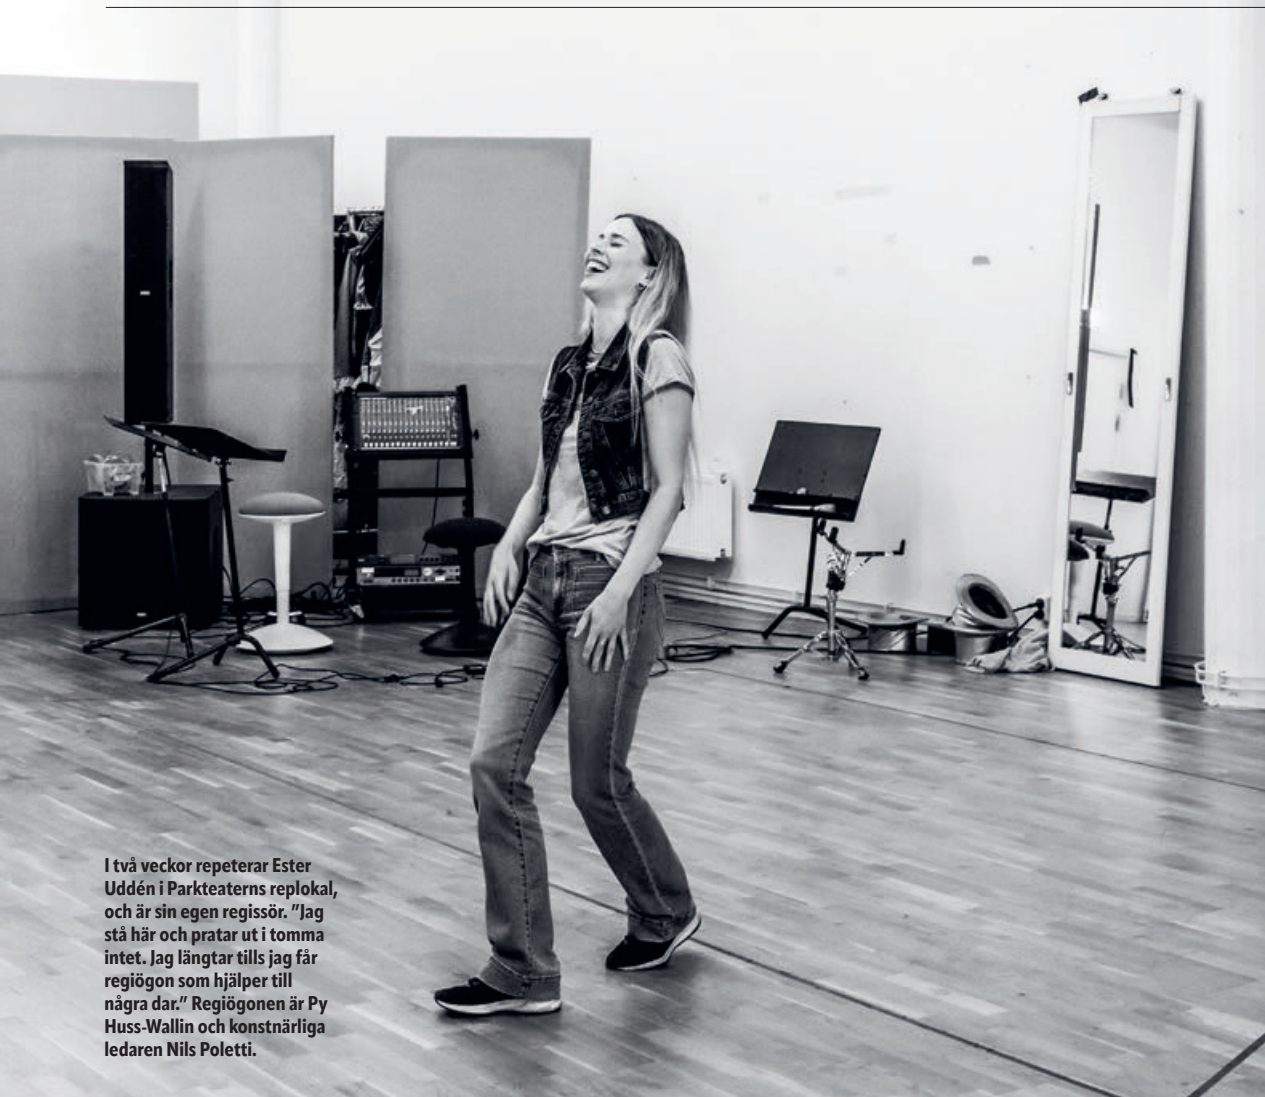 I två veckor repeterar Ester
Uddén i Parkteaterns replokal,
och är sin egen regissör. ”Jag
stå här och pratar ut i tomma
intet. Jag längtar tills jag får
regiögon som hjälper till
några dar.” Regiögonen är Py
Huss-Wallin och konstnärliga
ledaren Nils Poletti.